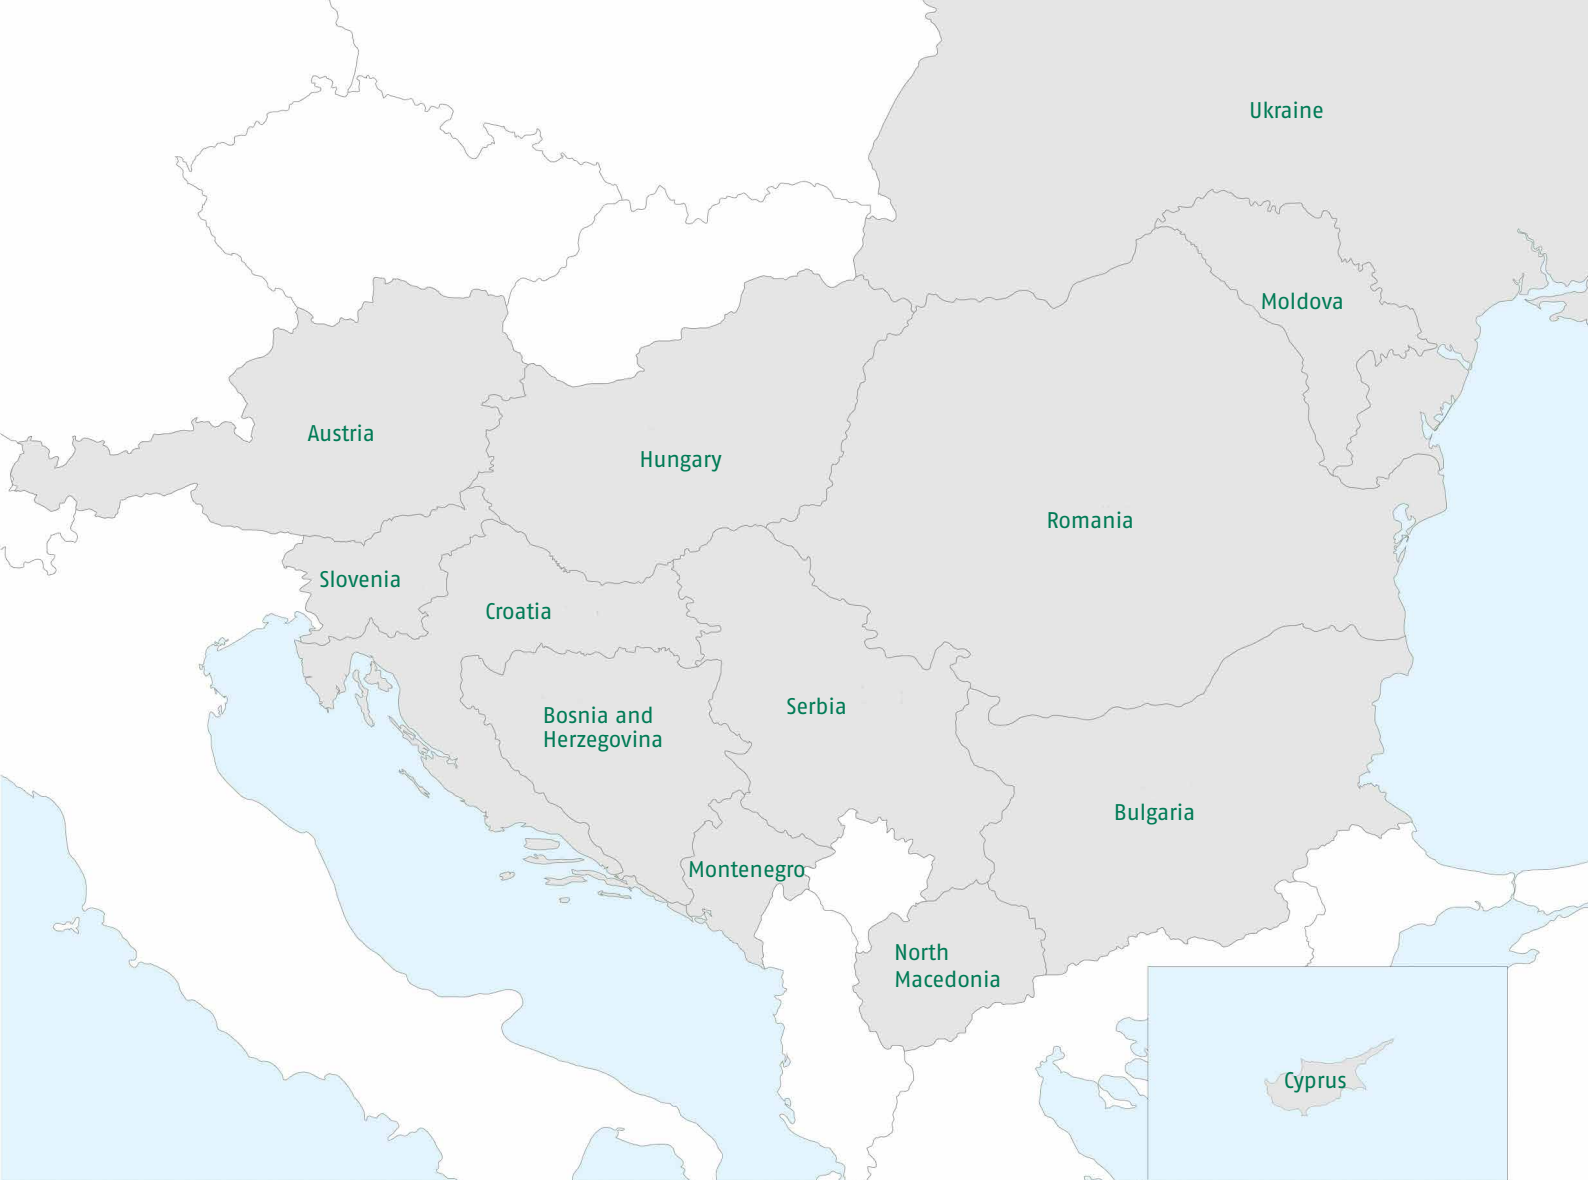 Ukraine
Moldova
Austria
Hungary
Romania
Slovenia
Croatia
Serbia
Bosnia and
Herzegovina
Bulgaria
Montenegro
North
Macedonia
Cyprus